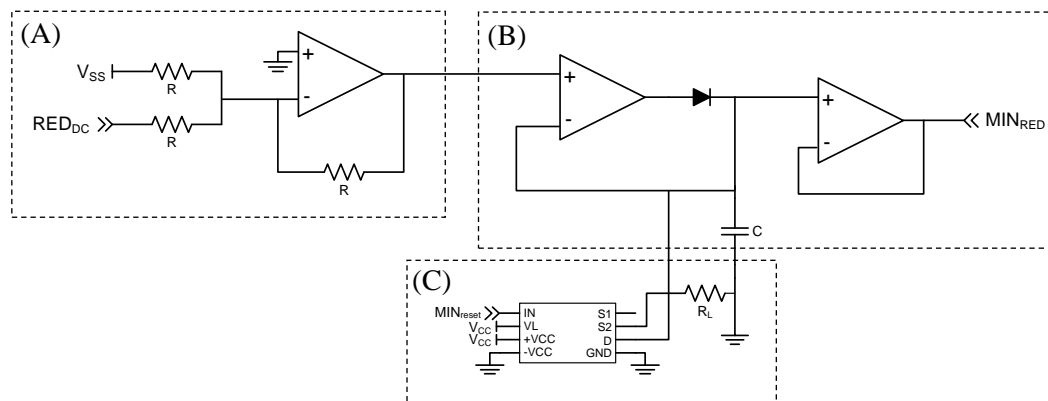 (A)
V_SS
R
RED_DC
R
+
-
R
(B)
+
-
+
-
MIN_RED
C
(C)
MIN_reset
V_CC
V_CC
IN
VL
+VCC
-VCC
S1
S2
D
GND
R_L